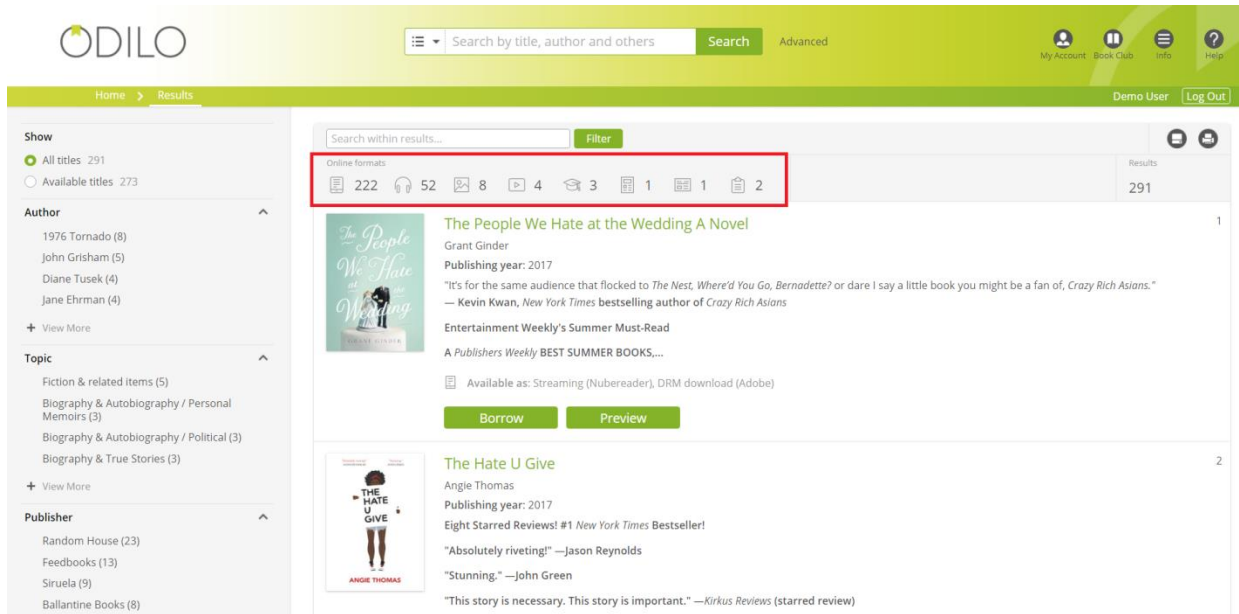 ODILO
Search by title, author and others
Search
Advanced
My Account
Book Club
Info
Help
Home
Results
Demo User
Log Out
Show
All titles 291
Available titles 273
Author
1976 Tornado (8)
John Grisham (5)
Diane Tusek (4)
Jane Ehrman (4)
+ View More
Topic
Fiction & related items (5)
Biography & Autobiography / Personal
Memoirs (3)
Biography & Autobiography / Political (3)
Biography & True Stories (3)
+ View More
Publisher
Random House (23)
Feedbooks (13)
Siruela (9)
Ballantine Books (8)
Search within results...
Filter
Online formats
222 52 8 4 3 1 1 2
Results
291
The People We Hate at the Wedding
GRANT GINDER
The People We Hate at the Wedding A Novel
1
Grant Ginder
Publishing year: 2017
"It's for the same audience that flocked to The Nest, Where'd You Go, Bernadette? or dare I say a little book you might be a fan of, Crazy Rich Asians."
— Kevin Kwan, New York Times bestselling author of Crazy Rich Asians
Entertainment Weekly's Summer Must-Read
A Publishers Weekly BEST SUMMER BOOKS,...
Available as: Streaming (Nubereader), DRM download (Adobe)
Borrow
Preview
THE
HATE
U
GIVE
ANGIE THOMAS
The Hate U Give
2
Angie Thomas
Publishing year: 2017
Eight Starred Reviews! #1 New York Times Bestseller!
"Absolutely riveting!" —Jason Reynolds
"Stunning." —John Green
"This story is necessary. This story is important." —Kirkus Reviews (starred review)